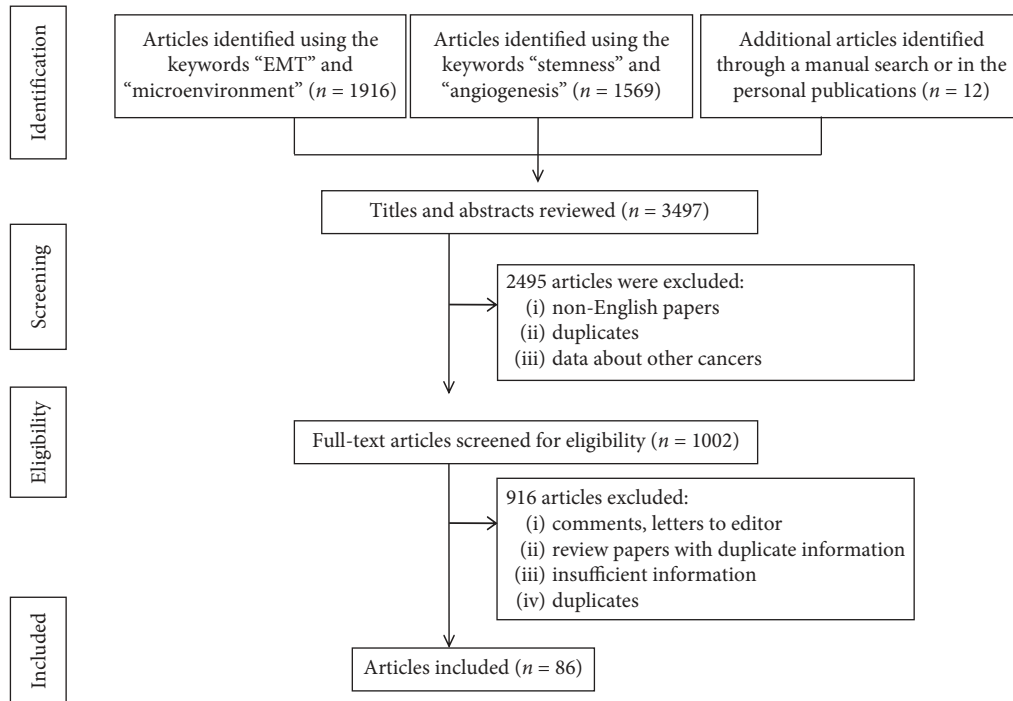 Identification
Articles identified using the
keywords “EMT” and
“microenvironment” (n = 1916)
Articles identified using the
keywords “stemness” and
“angiogenesis” (n = 1569)
Additional articles identified
through a manual search or in the
personal publications (n = 12)
Titles and abstracts reviewed (n = 3497)
Screening
2495 articles were excluded:
(i) non-English papers
(ii) duplicates
(iii) data about other cancers
Eligibility
Full-text articles screened for eligibility (n = 1002)
916 articles excluded:
(i) comments, letters to editor
(ii) review papers with duplicate information
(iii) insufficient information
(iv) duplicates
Included
Articles included (n = 86)